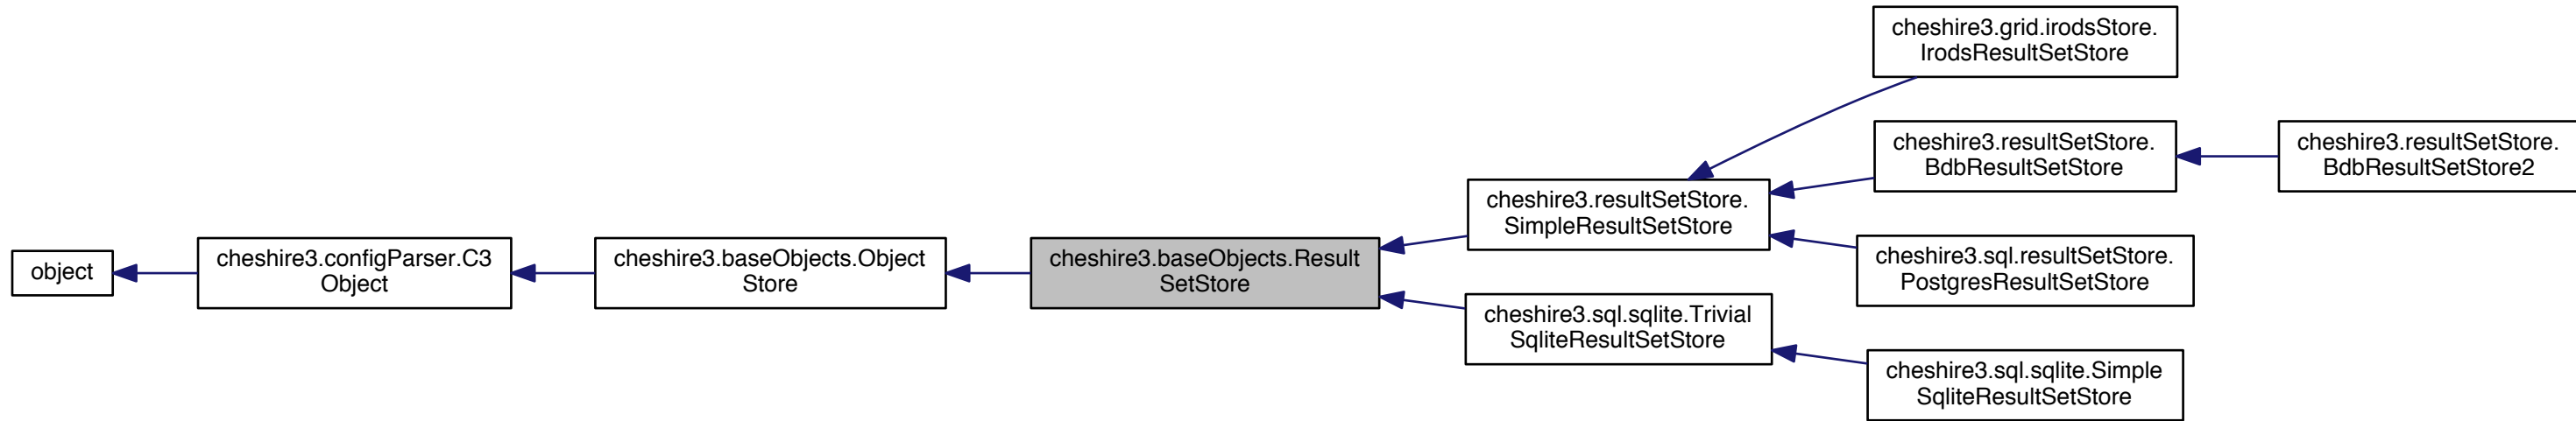 object
cheshire3.configParser.C3
Object
cheshire3.baseObjects.Object
Store
cheshire3.baseObjects.Result
SetStore
cheshire3.resultSetStore.
SimpleResultSetStore
cheshire3.sql.sqlite.Trivial
SqliteResultSetStore
cheshire3.grid.irodsStore.
IrodsResultSetStore
cheshire3.resultSetStore.
BdbResultSetStore
cheshire3.sql.resultSetStore.
PostgresResultSetStore
cheshire3.sql.sqlite.Simple
SqliteResultSetStore
cheshire3.resultSetStore.
BdbResultSetStore2